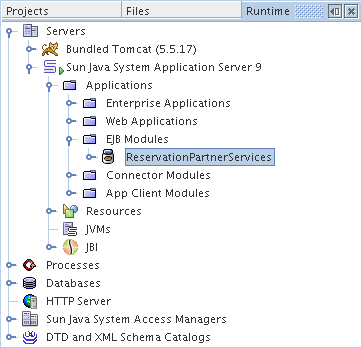 Projects Files Runtime
Servers
Bundled Tomcat (5.5.17)
Sun Java System Application Server 9
Applications
Enterprise Applications
Web Applications
EJB Modules
ReservationPartnerServices
Connector Modules
App Client Modules
Resources
JVMs
JBI
Processes
Databases
HTTP Server
Sun Java System Access Managers
DTD and XML Schema Catalogs